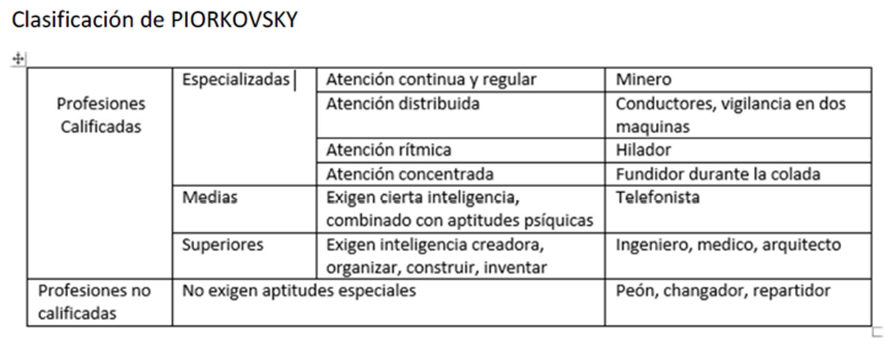 Clasificación de PIORKOVSKY
Profesiones
Calificadas
Especializadas
Atención continua y regular
Minero
Atención distribuida
Conductores, vigilancia en dos
maquinas
Atención rítmica
Hilador
Atención concentrada
Fundidor durante la colada
Medias
Exigen cierta inteligencia,
combinado con aptitudes psíquicas
Telefonista
Superiores
Exigen inteligencia creadora,
organizar, construir, inventar
Ingeniero, medico, arquitecto
Profesiones no
calificadas
No exigen aptitudes especiales
Peón, changador, repartidor